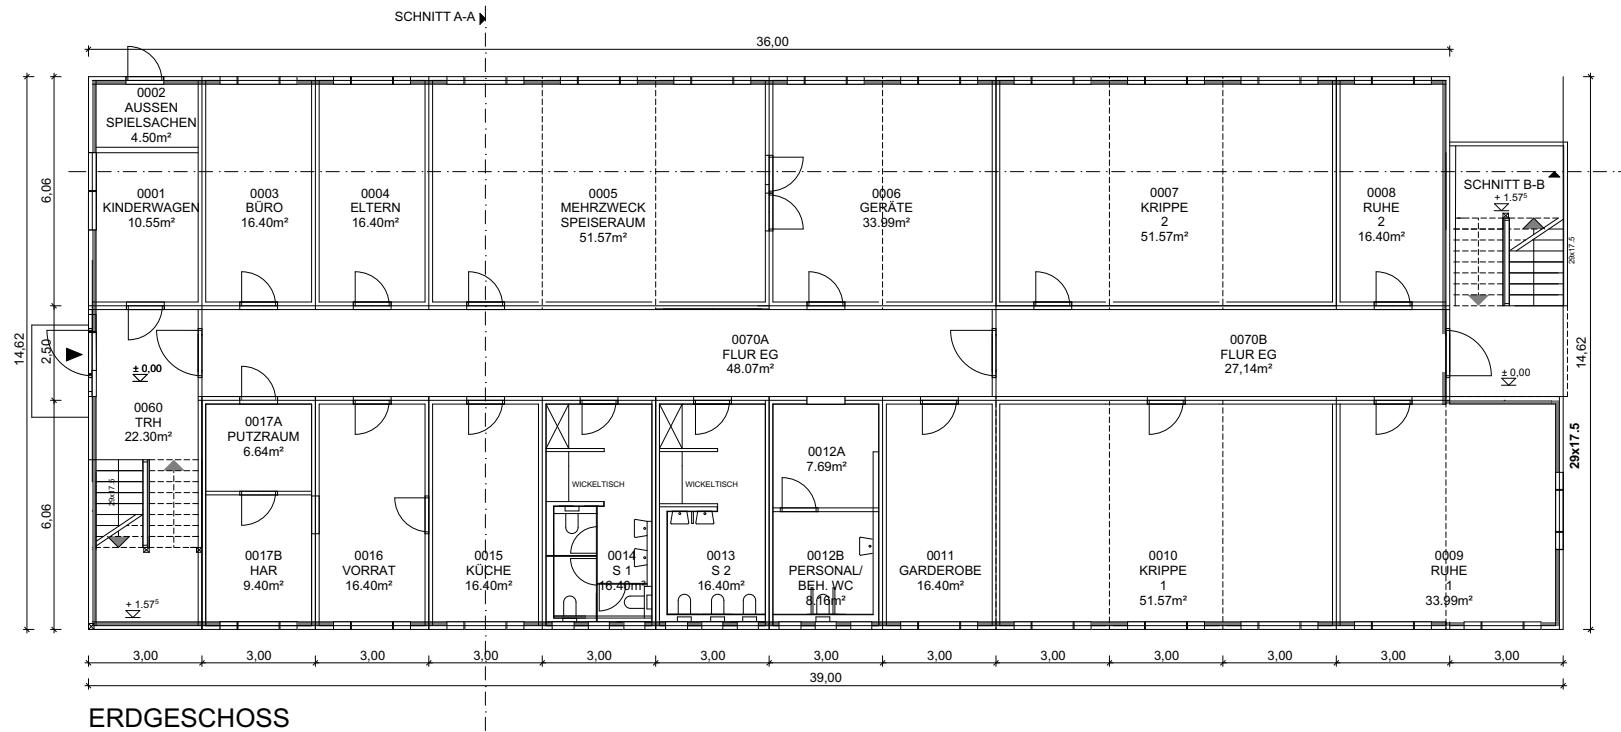 SCHNITT A-A
36,00
0002
AUSSEN
SPIELSACHEN
4.50m²
0001
KINDERWAGEN
10.55m²
0003
BÜRO
16.40m²
0004
ELTERN
16.40m²
0005
MEHRZWECK
SPEISERAUM
51.57m²
0006
GERÄTE
33.99m²
0007
KRIPPE
2
51.57m²
0008
RUHE
2
16.40m²
SCHNITT B-B
+ 1.57⁵
29x17.5
6,06
14,62
2,50
6,06
± 0,00
0060
TRH
22.30m²
29x17.5
+ 1.57⁵
0070A
FLUR EG
48.07m²
0070B
FLUR EG
27,14m²
± 0,00
14,62
29x17.5
0017A
PUTZRAUM
6.64m²
0017B
HAR
9.40m²
0016
VORRAT
16.40m²
0015
KÜCHE
16.40m²
WICKELTISCH
0014
S 1
16.40m²
WICKELTISCH
0013
S 2
16.40m²
0012A
7.69m²
0012B
PERSONAL/
BEH. WC
8.16m²
0011
GARDEROBE
16.40m²
0010
KRIPPE
1
51.57m²
0009
RUHE
1
33.99m²
3,00 3,00 3,00 3,00 3,00 3,00 3,00 3,00 3,00 3,00 3,00 3,00 3,00
39,00
ERDGESCHOSS